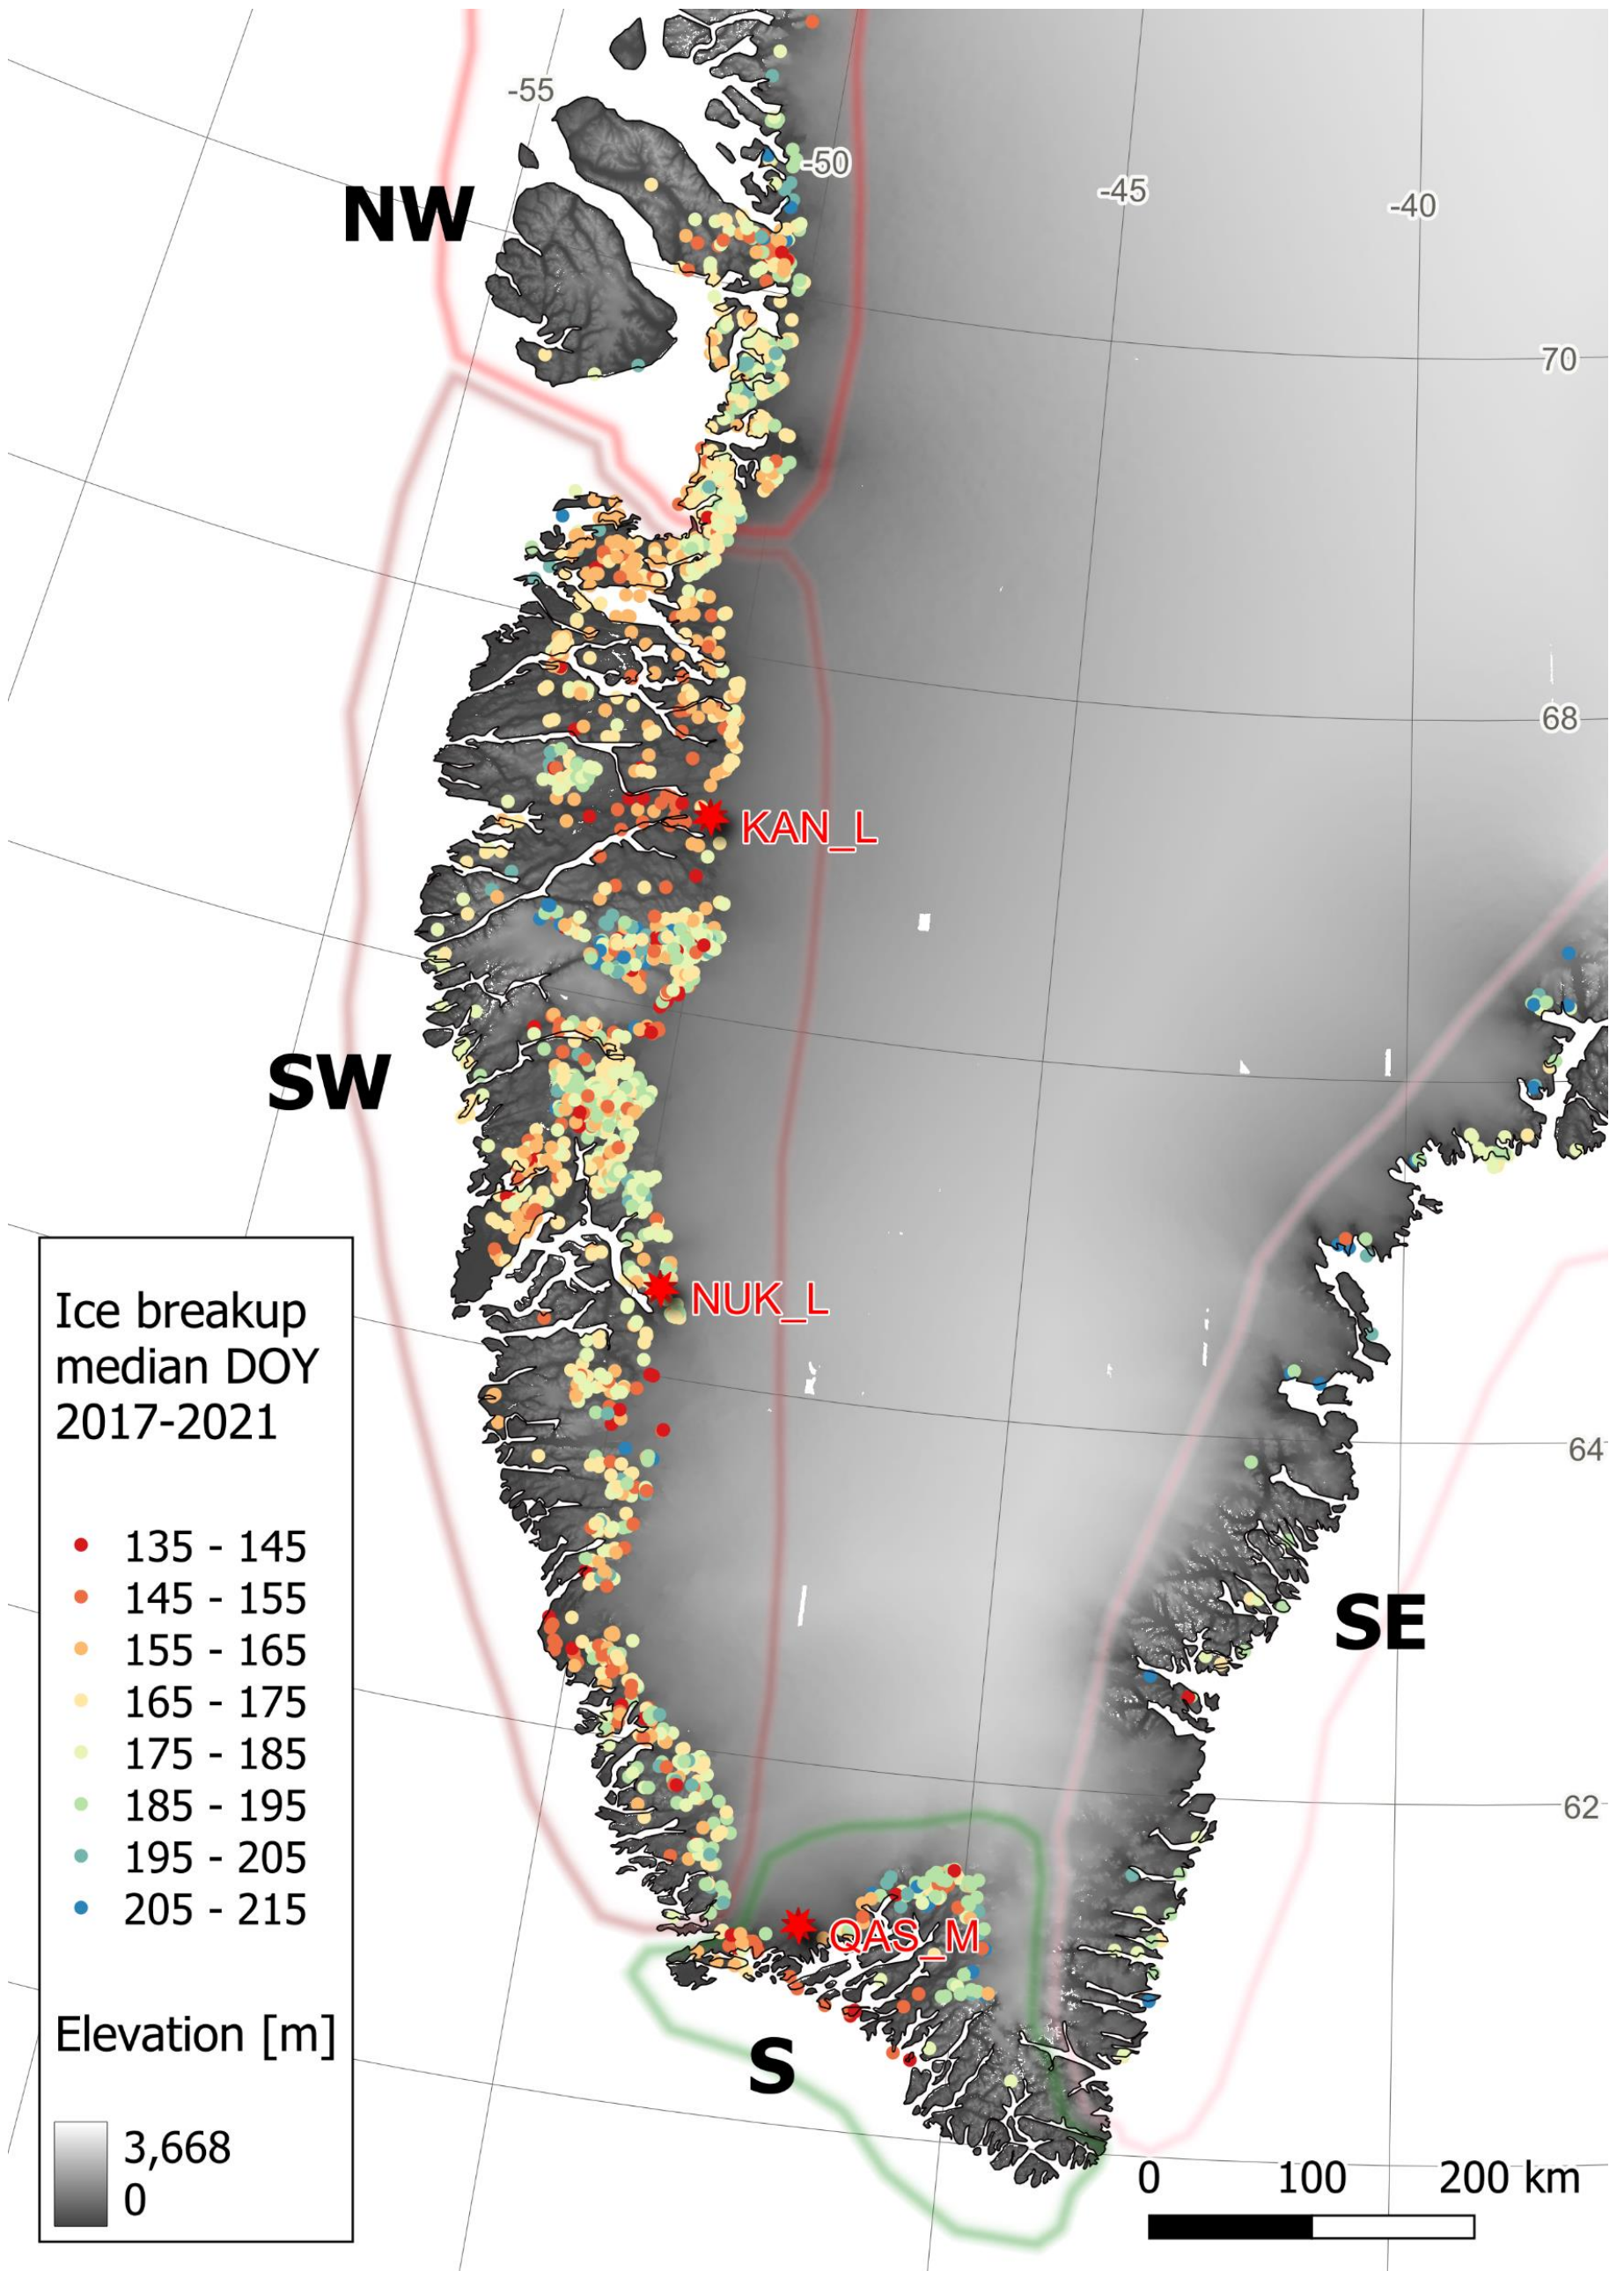 -55
-50
-45
-40
NW
70
68
KAN_L
SW
NUK_L
64
SE
62
QAS_M
S
Ice breakup
median DOY
2017-2021
135 - 145
145 - 155
155 - 165
165 - 175
175 - 185
185 - 195
195 - 205
205 - 215
Elevation [m]
3,668
0
0 100 200 km